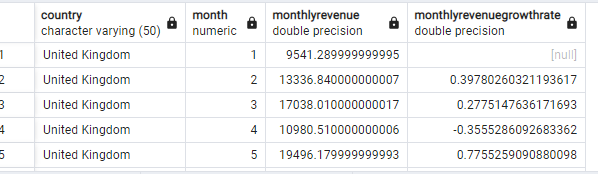 country month monthlyrevenue monthlyrevenuegrowthrate
character varying (50) numeric double precision double precision
1 United Kingdom 1 9541.289999999995 [null]
2 United Kingdom 2 13336.840000000007 0.39780260321193617
3 United Kingdom 3 17038.010000000017 0.2775147636171693
4 United Kingdom 4 10980.510000000006 -0.3555286092683362
5 United Kingdom 5 19496.179999999993 0.7755259090880098